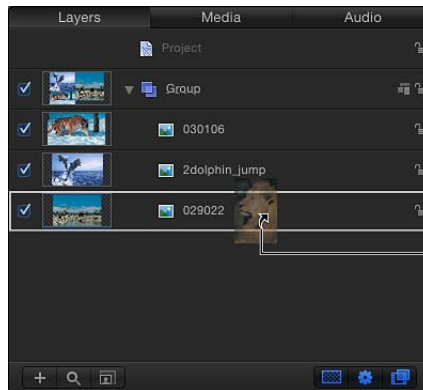 Layers Media Audio
Project
Group
030106
2dolphin_jump
029022